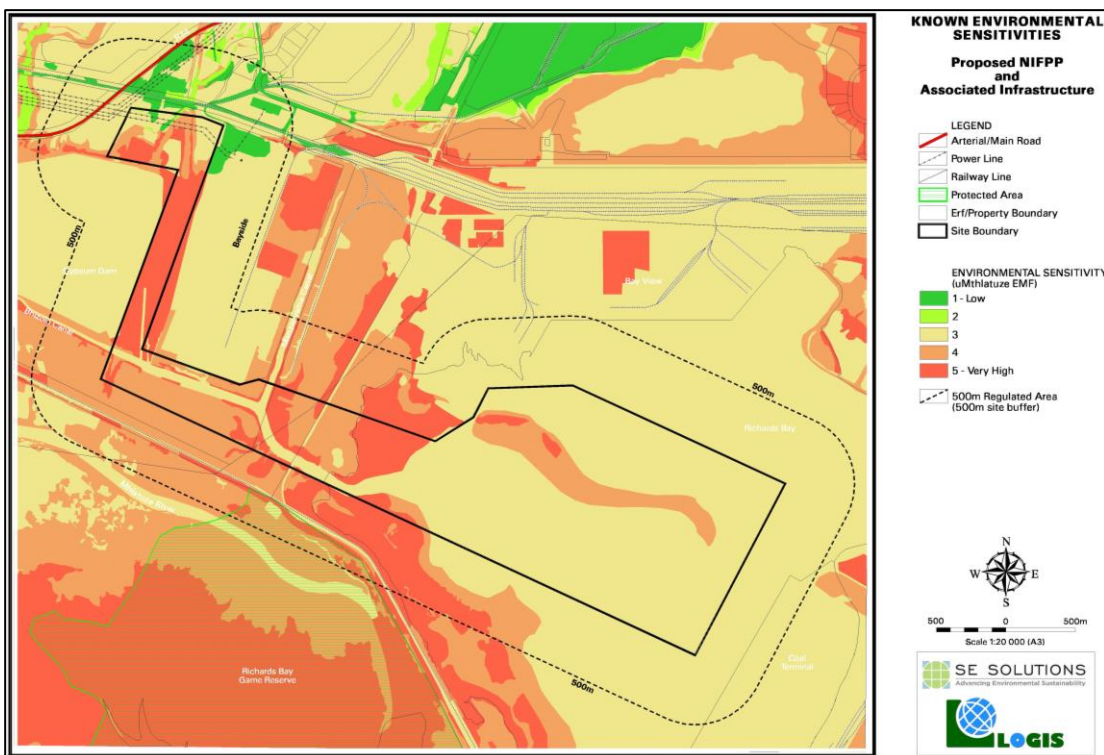 KNOWN ENVIRONMENTAL
SENSITIVITIES
Proposed NIFPP
and
Associated Infrastructure
LEGEND
Arterial/Main Road
Power Line
Railway Line
Protected Area
Erf/Property Boundary
Site Boundary
ENVIRONMENTAL SENSITIVITY
(uMthlatuze EMF)
1 - Low
2
3
4
5 - Very High
500m Regulated Area
(500m site buffer)
N
W E
S
500 0 500m
Scale 1:20 000 (A3)
SE SOLUTIONS
Advancing Environmental Sustainability
LOGIS
500m
Bayside
Bay View
500m
Richards Bay
Richards Bay
Game Reserve
500m
Coal
Terminal